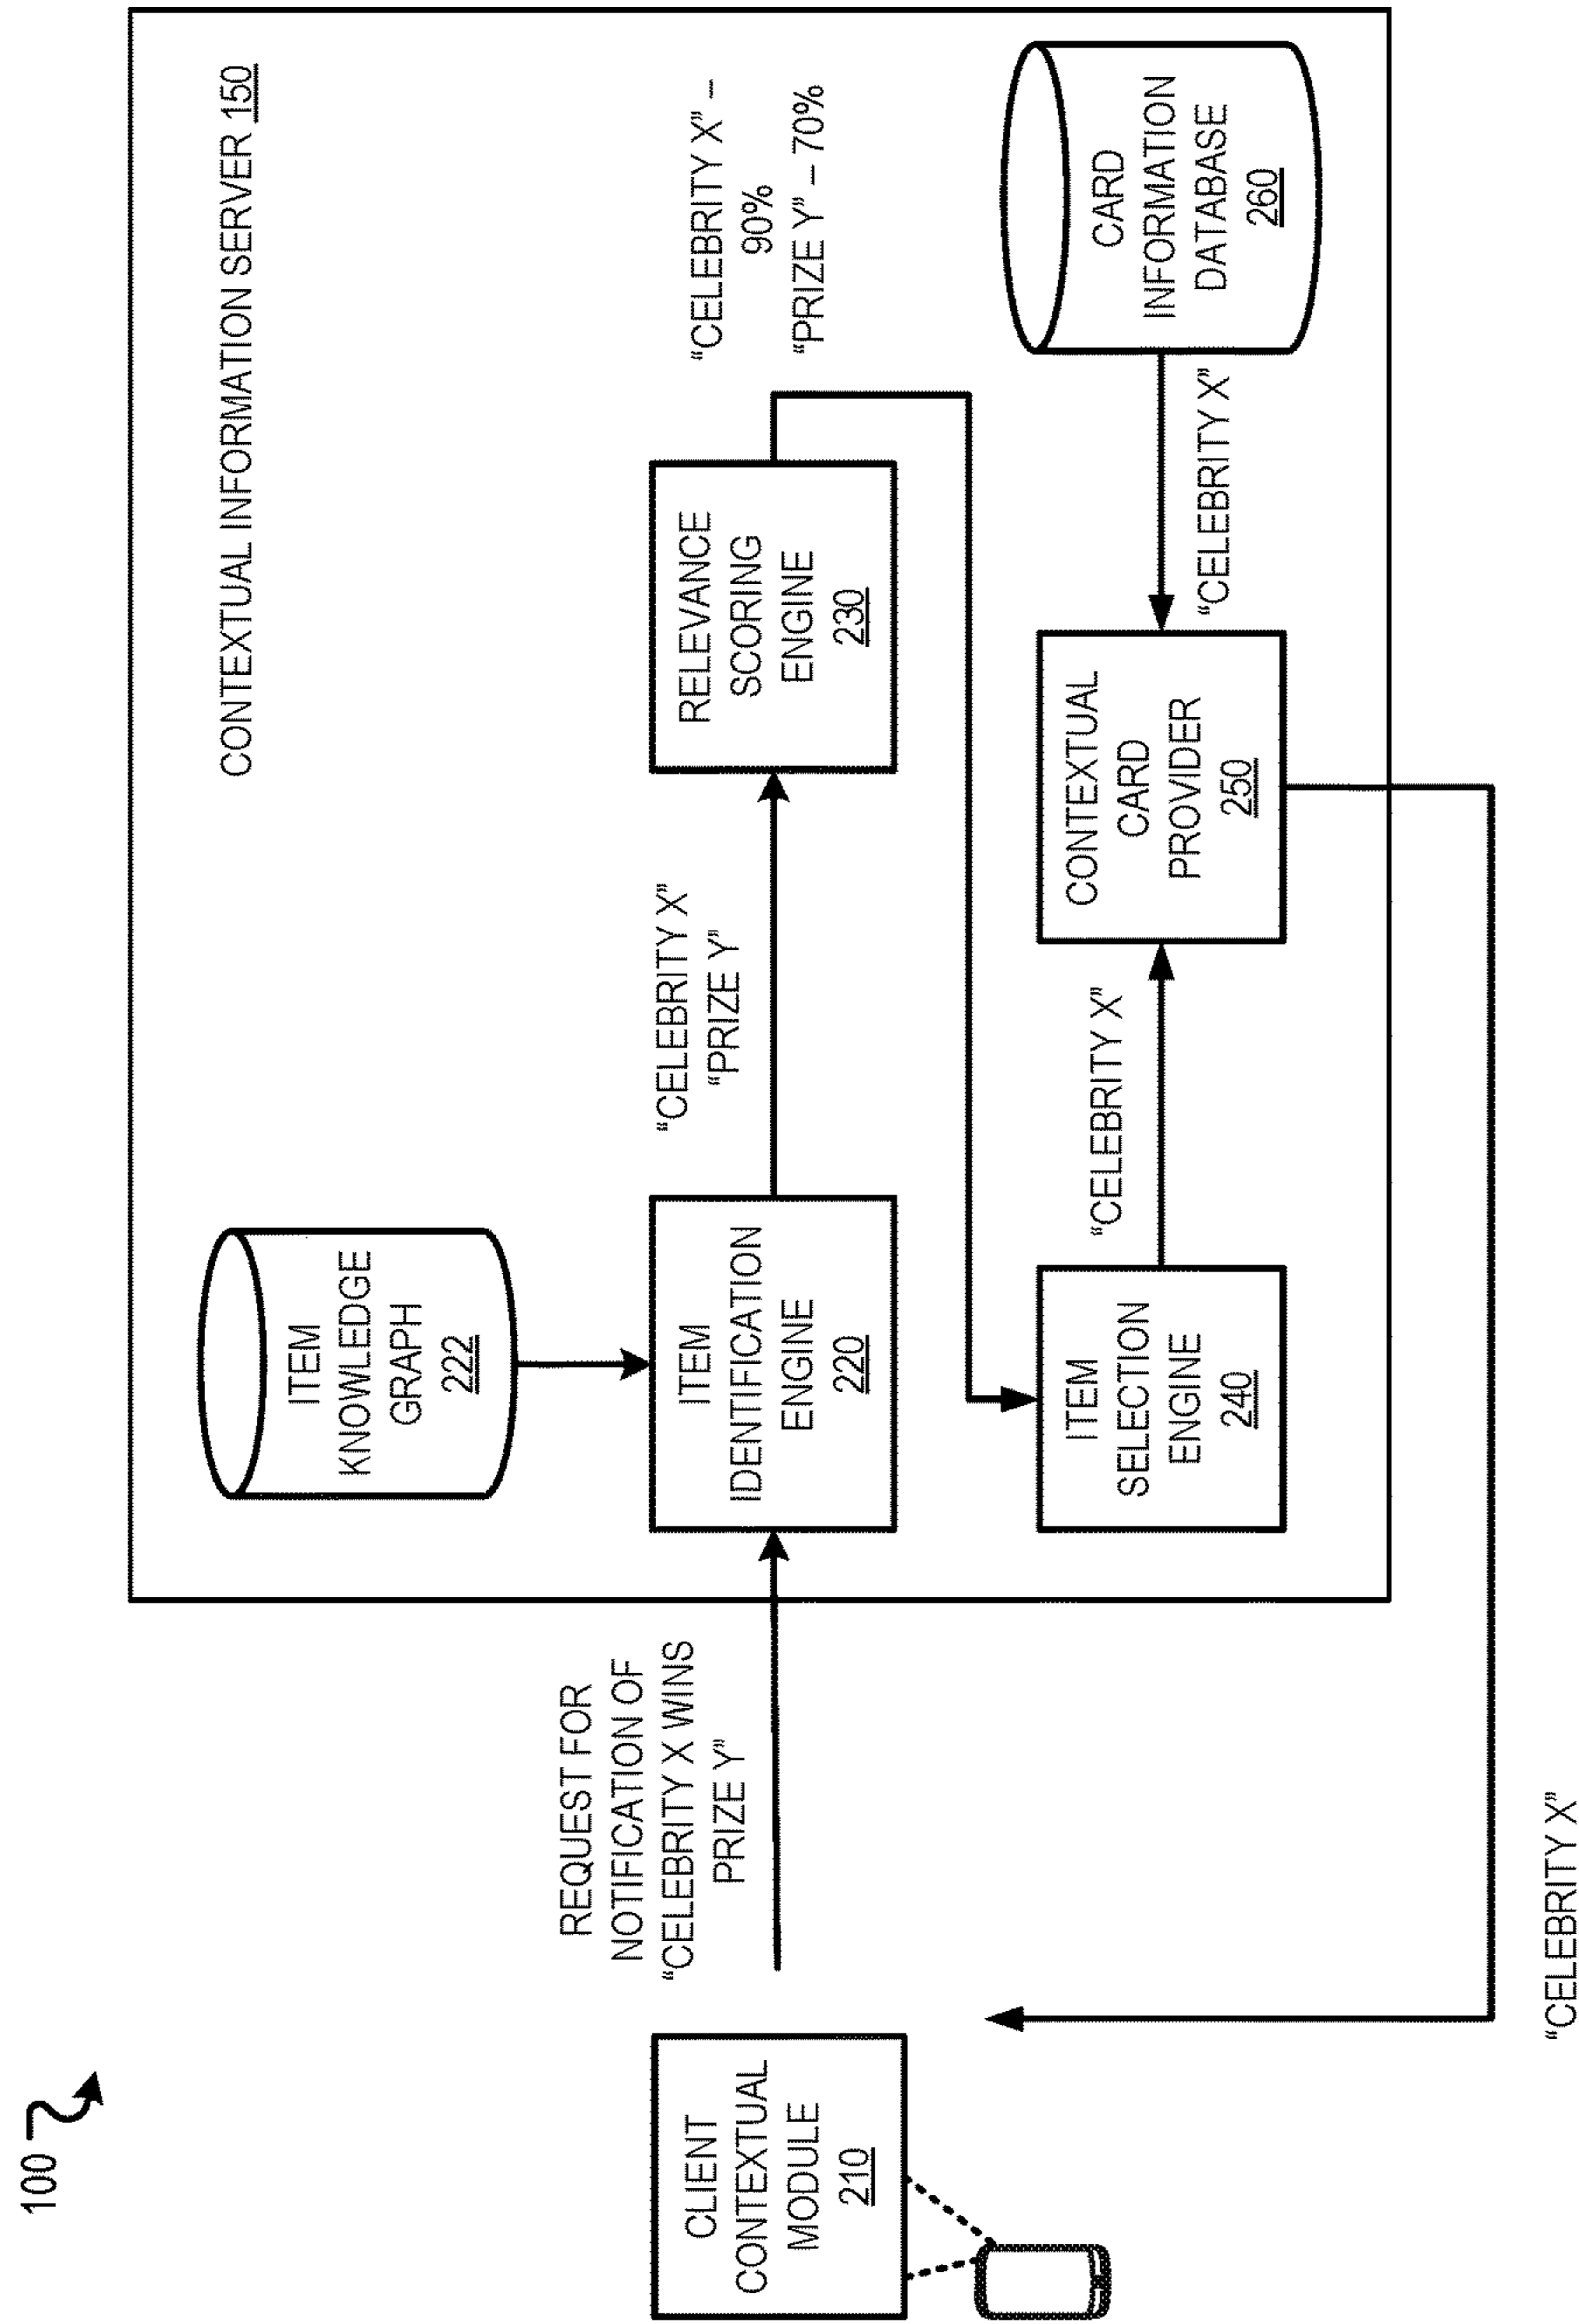 100
CONTEXTUAL INFORMATION SERVER 150
ITEM
KNOWLEDGE
GRAPH
222
REQUEST FOR
NOTIFICATION OF
“CELEBRITY X WINS
PRIZE Y”
CLIENT
CONTEXTUAL
MODULE
210
ITEM
IDENTIFICATION
ENGINE
220
“CELEBRITY X”
“PRIZE Y”
RELEVANCE
SCORING
ENGINE
230
“CELEBRITY X” –
90%
“PRIZE Y” – 70%
ITEM
SELECTION
ENGINE
240
“CELEBRITY X”
CONTEXTUAL
CARD
PROVIDER
250
“CELEBRITY X”
CARD
INFORMATION
DATABASE
260
“CELEBRITY X”